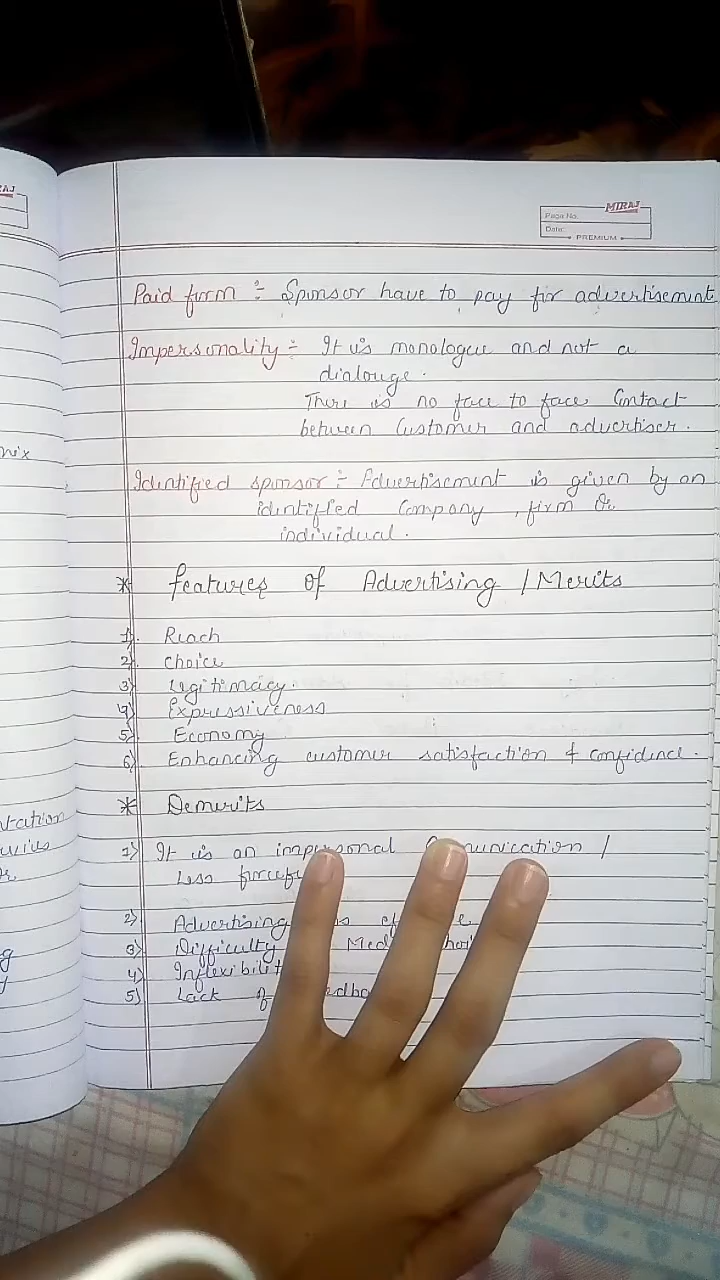 RAJ
MIRAJ
Page No.
Date:
PREMIUM
Paid form :- Sponsor have to pay for advertisement
Impersonality :- It is monologue and not a
dialouge.
There is no face to face Contact
between Customer and advertiser.
mix
Identified sponsor :- Advertisement is given by an
identified Company, firm Or
individual.
* features of Advertising / Merits
1). Reach
2). Choice
3) Legitimacy.
4) Expressiveness
5) Economy
6) Enhancing customer satisfaction & confidence.
* Demerits
1) It is an /
Less
2) Advertising
3) Difficulty
4)
5) Lack